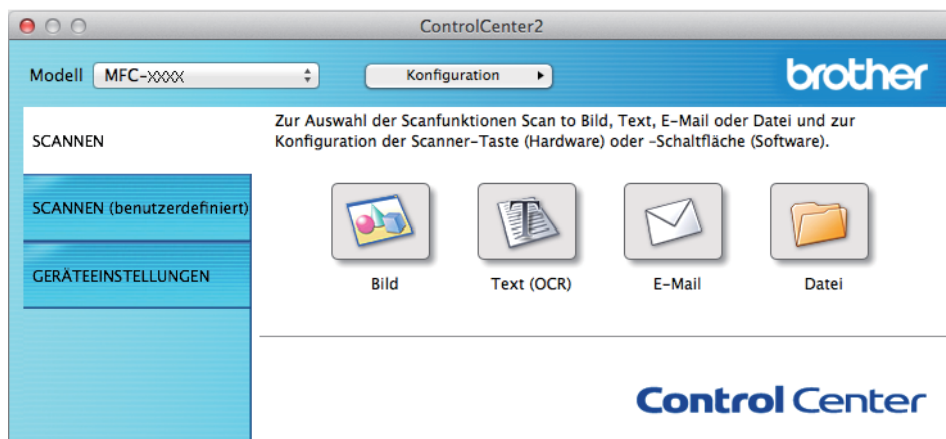 ControlCenter2
Modell MFC-XXXX Konfiguration
brother
SCANNEN
SCANNEN (benutzerdefiniert)
GERÄTEEINSTELLUNGEN
Zur Auswahl der Scanfunktionen Scan to Bild, Text, E-Mail oder Datei und zur
Konfiguration der Scanner-Taste (Hardware) oder –Schaltfläche (Software).
Bild Text (OCR) E-Mail Datei
Control Center